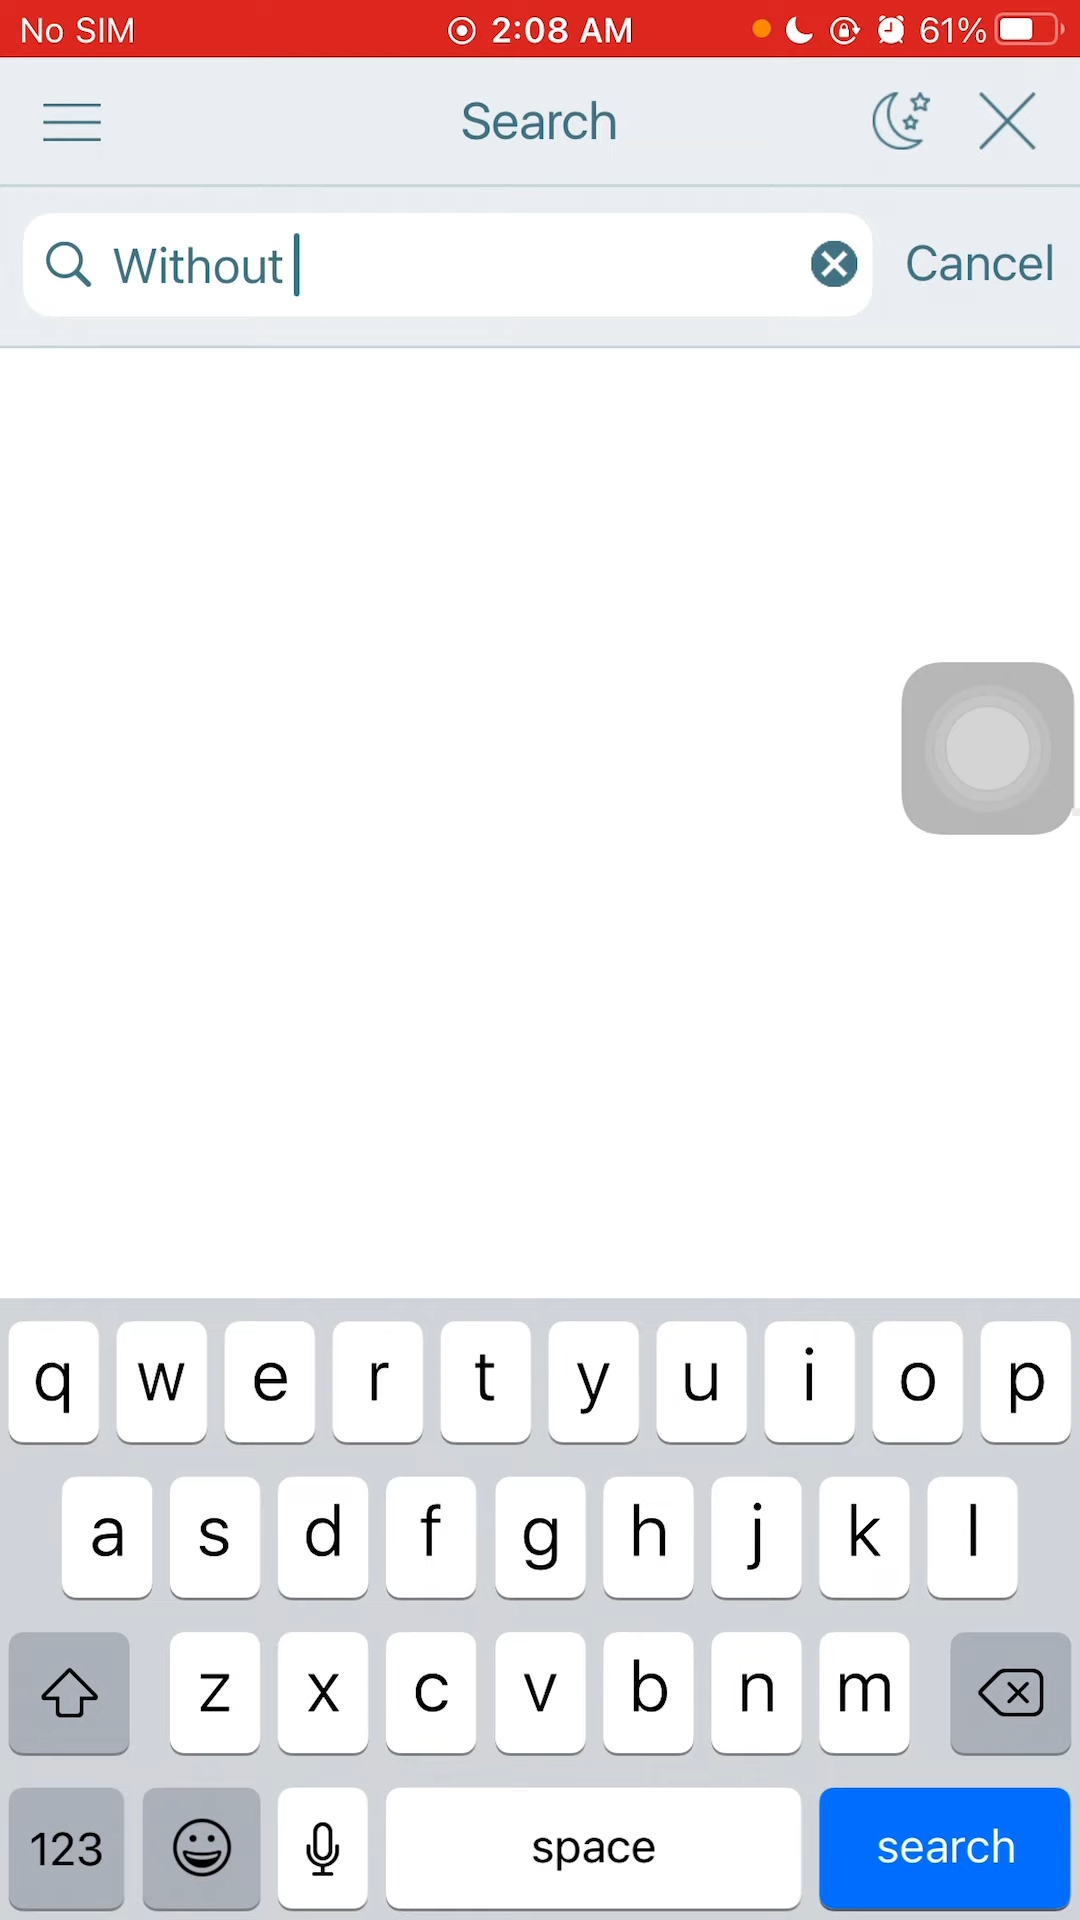 No SIM 2:08 AM 61%
Search
Without Cancel
q w e r t y u i o p
a s d f g h j k l
z x c v b n m
123 space search